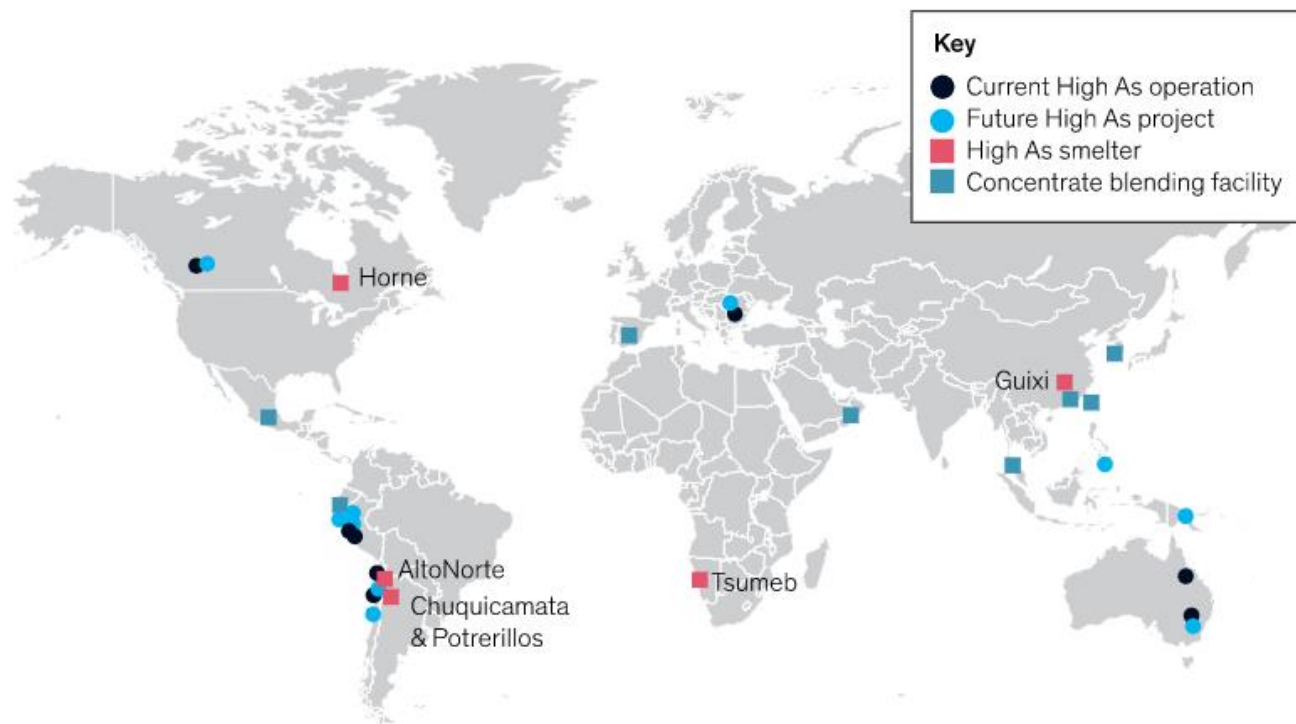 Key
Current High As operation
Future High As project
High As smelter
Concentrate blending facility
Horne
Guixi
AltoNorte
Chuquicamata
& Potrerillos
Tsumeb